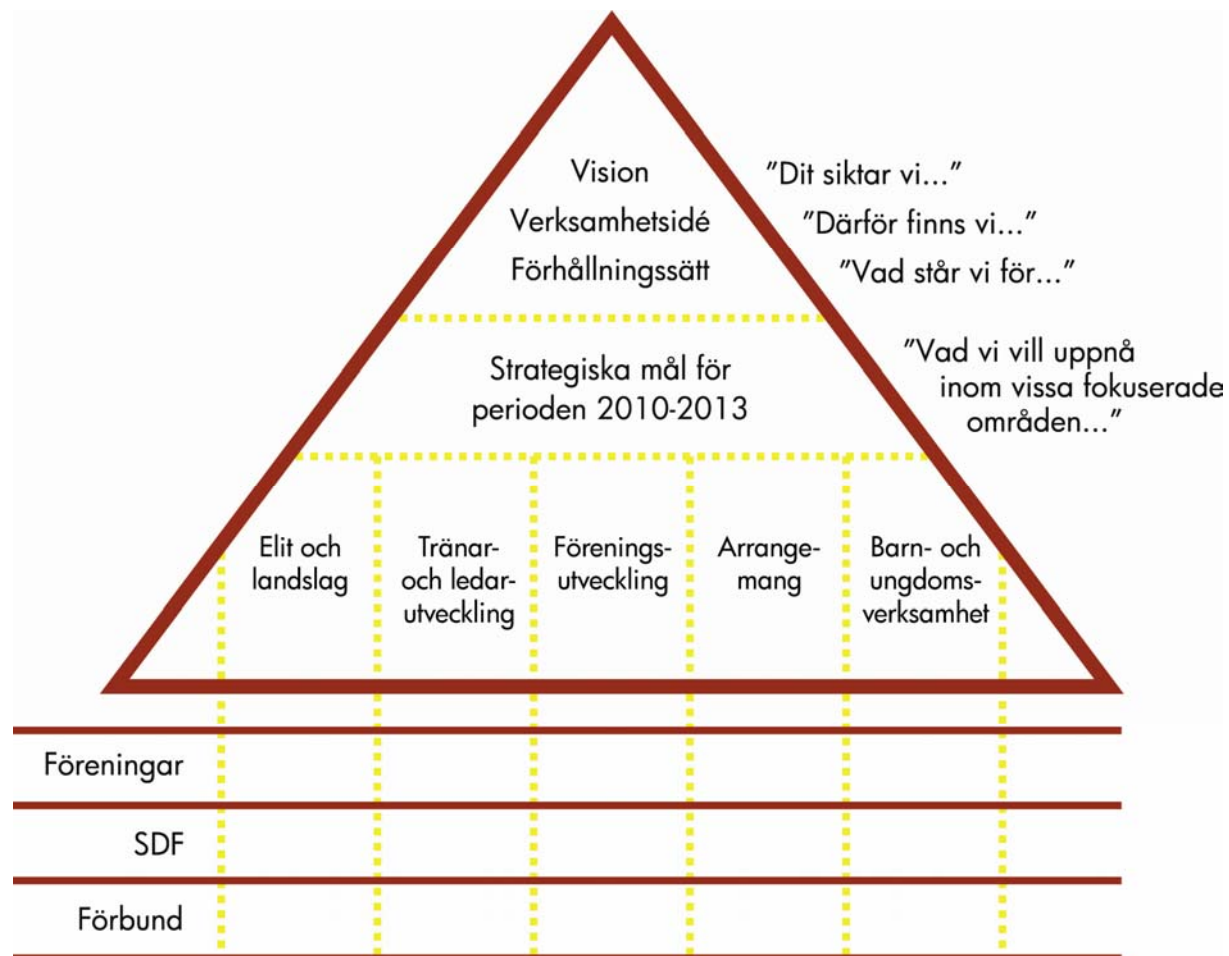 Vision
"Dit siktar vi..."
Verksamhetsidé
"Därför finns vi..."
Förhållningssätt
"Vad står vi för..."
Strategiska mål för
perioden 2010-2013
"Vad vi vill uppnå
inom vissa fokuserade
områden..."
Elit och
landslag
Tränar-
och ledar-
utveckling
Förenings-
utveckling
Arrange-
mang
Barn- och
ungdoms-
verksamhet
Föreningar
SDF
Förbund